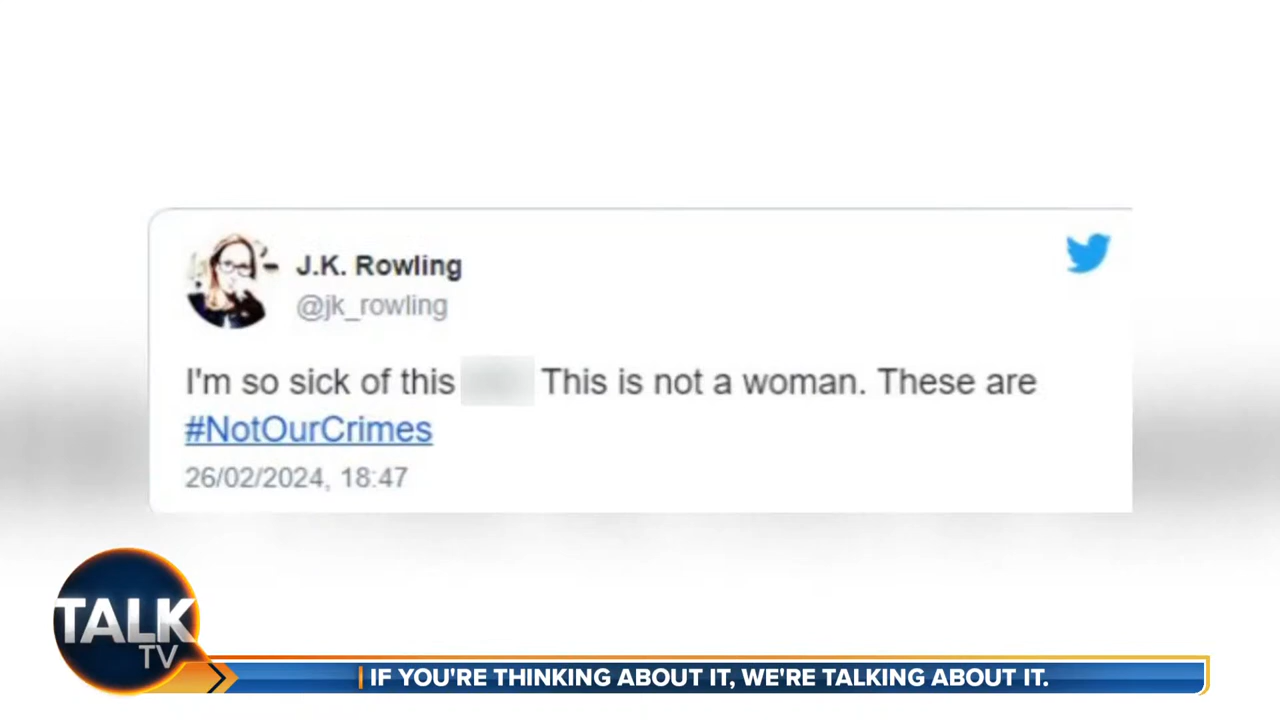 J.K. Rowling
@jk_rowling
I'm so sick of this This is not a woman. These are
#NotOurCrimes
26/02/2024, 18:47
TALK
TV
IF YOU'RE THINKING ABOUT IT, WE'RE TALKING ABOUT IT.